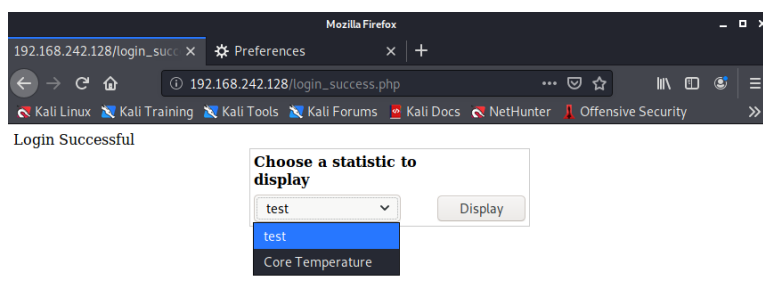 Mozilla Firefox
192.168.242.128/login_succ
Preferences
192.168.242.128/login_success.php
Kali Linux Kali Training Kali Tools Kali Forums Kali Docs NetHunter Offensive Security
Login Successful
Choose a statistic to
display
test Display
test
Core Temperature